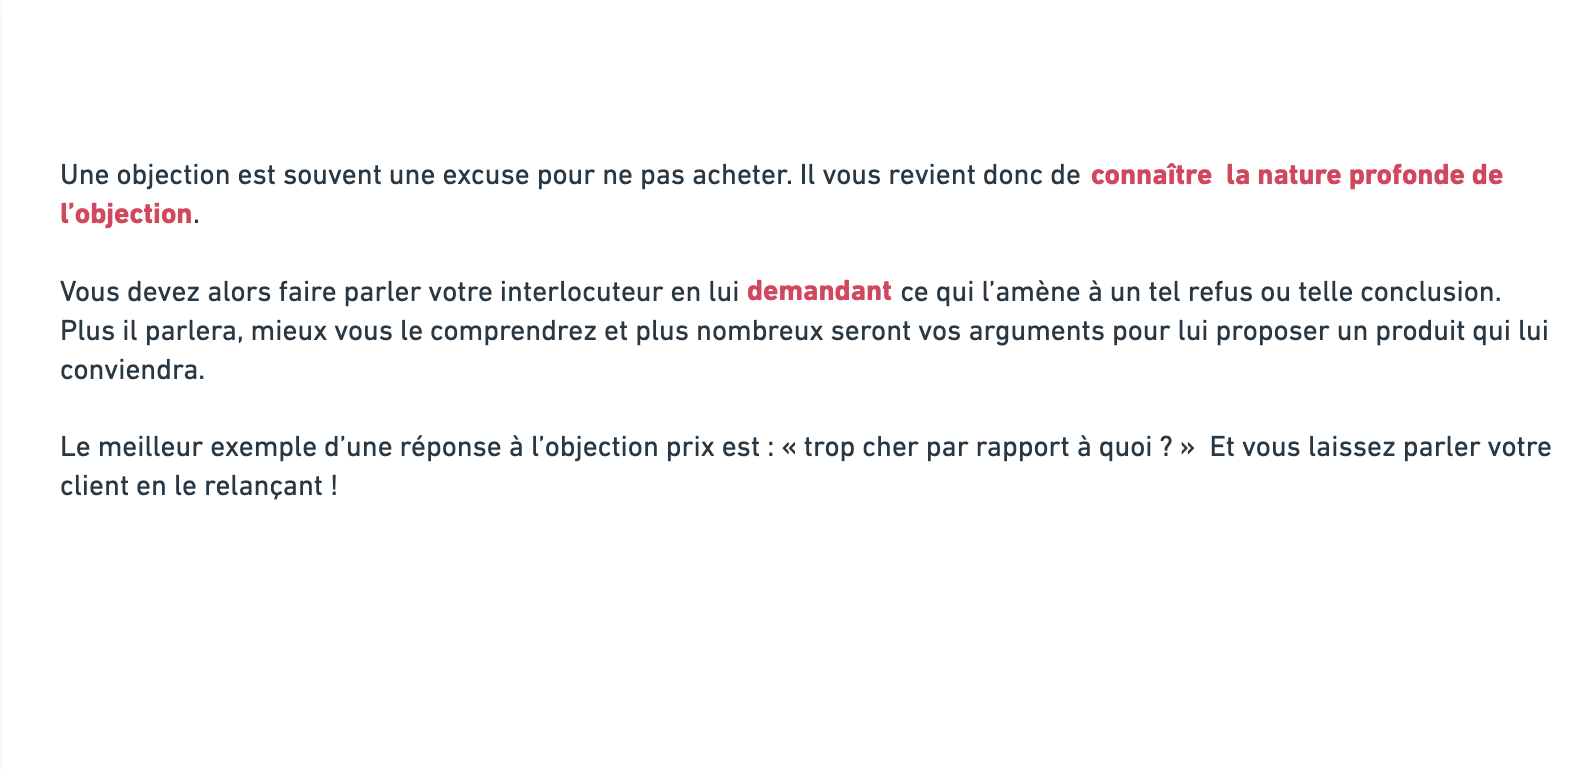 Une objection est souvent une excuse pour ne pas acheter. Il vous revient donc de connaître  la nature profonde de
l’objection.
Vous devez alors faire parler votre interlocuteur en lui demandant ce qui l’amène à un tel refus ou telle conclusion.
Plus il parlera, mieux vous le comprendrez et plus nombreux seront vos arguments pour lui proposer un produit qui lui
conviendra.
Le meilleur exemple d’une réponse à l’objection prix est : « trop cher par rapport à quoi ? »  Et vous laissez parler votre
client en le relançant !